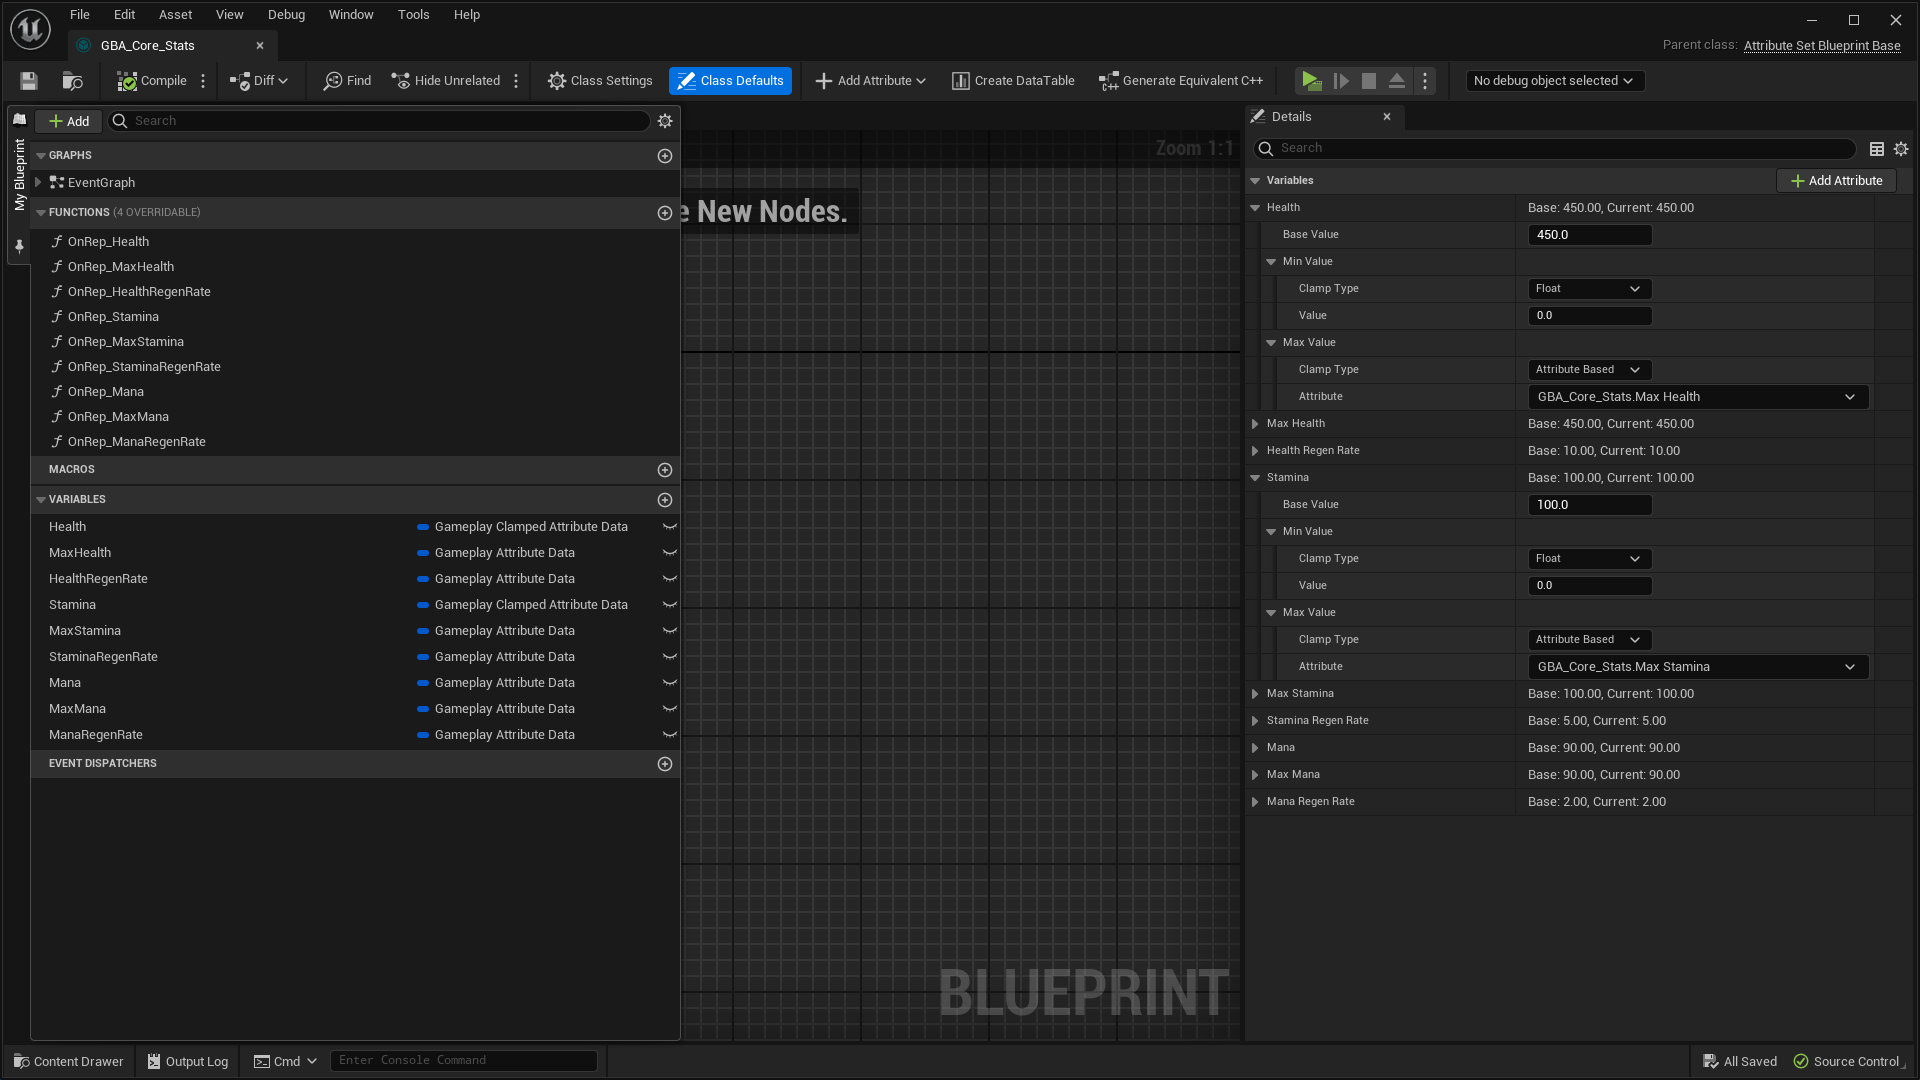 File Edit Asset View Debug Window Tools Help
GBA_Core_Stats
Parent class: Attribute Set Blueprint Base
Compile Diff Find Hide Unrelated Class Settings Class Defaults Add Attribute Create DataTable Generate Equivalent C++ No debug object selected
My Blueprint
Add Search
GRAPHS
EventGraph
FUNCTIONS (4 OVERRIDABLE)
OnRep_Health
OnRep_MaxHealth
OnRep_HealthRegenRate
OnRep_Stamina
OnRep_MaxStamina
OnRep_StaminaRegenRate
OnRep_Mana
OnRep_MaxMana
OnRep_ManaRegenRate
MACROS
VARIABLES
Health Gameplay Clamped Attribute Data
MaxHealth Gameplay Attribute Data
HealthRegenRate Gameplay Attribute Data
Stamina Gameplay Clamped Attribute Data
MaxStamina Gameplay Attribute Data
StaminaRegenRate Gameplay Attribute Data
Mana Gameplay Attribute Data
MaxMana Gameplay Attribute Data
ManaRegenRate Gameplay Attribute Data
EVENT DISPATCHERS
Zoom 1:1
e New Nodes.
BLUEPRINT
Details
Search
Variables Add Attribute
Health Base: 450.00, Current: 450.00
Base Value 450.0
Min Value
Clamp Type Float
Value 0.0
Max Value
Clamp Type Attribute Based
Attribute GBA_Core_Stats.Max Health
Max Health Base: 450.00, Current: 450.00
Health Regen Rate Base: 10.00, Current: 10.00
Stamina Base: 100.00, Current: 100.00
Base Value 100.0
Min Value
Clamp Type Float
Value 0.0
Max Value
Clamp Type Attribute Based
Attribute GBA_Core_Stats.Max Stamina
Max Stamina Base: 100.00, Current: 100.00
Stamina Regen Rate Base: 5.00, Current: 5.00
Mana Base: 90.00, Current: 90.00
Max Mana Base: 90.00, Current: 90.00
Mana Regen Rate Base: 2.00, Current: 2.00
Content Drawer Output Log Cmd Enter Console Command All Saved Source Control